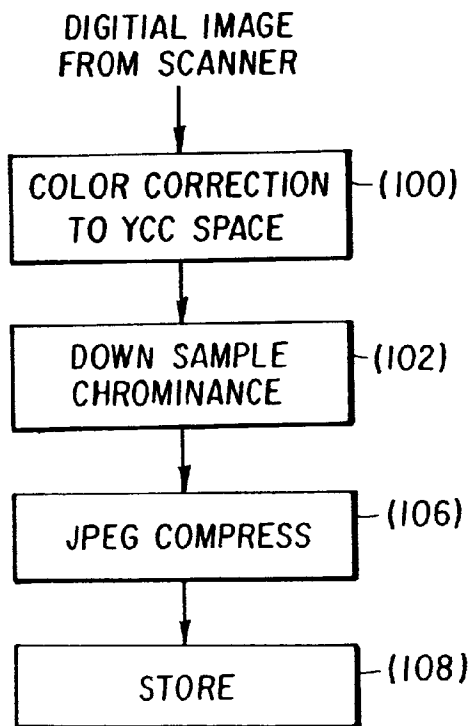 DIGITIAL IMAGE
FROM SCANNER
COLOR CORRECTION
TO YCC SPACE
(100)
DOWN SAMPLE
CHROMINANCE
(102)
JPEG COMPRESS
(106)
STORE
(108)